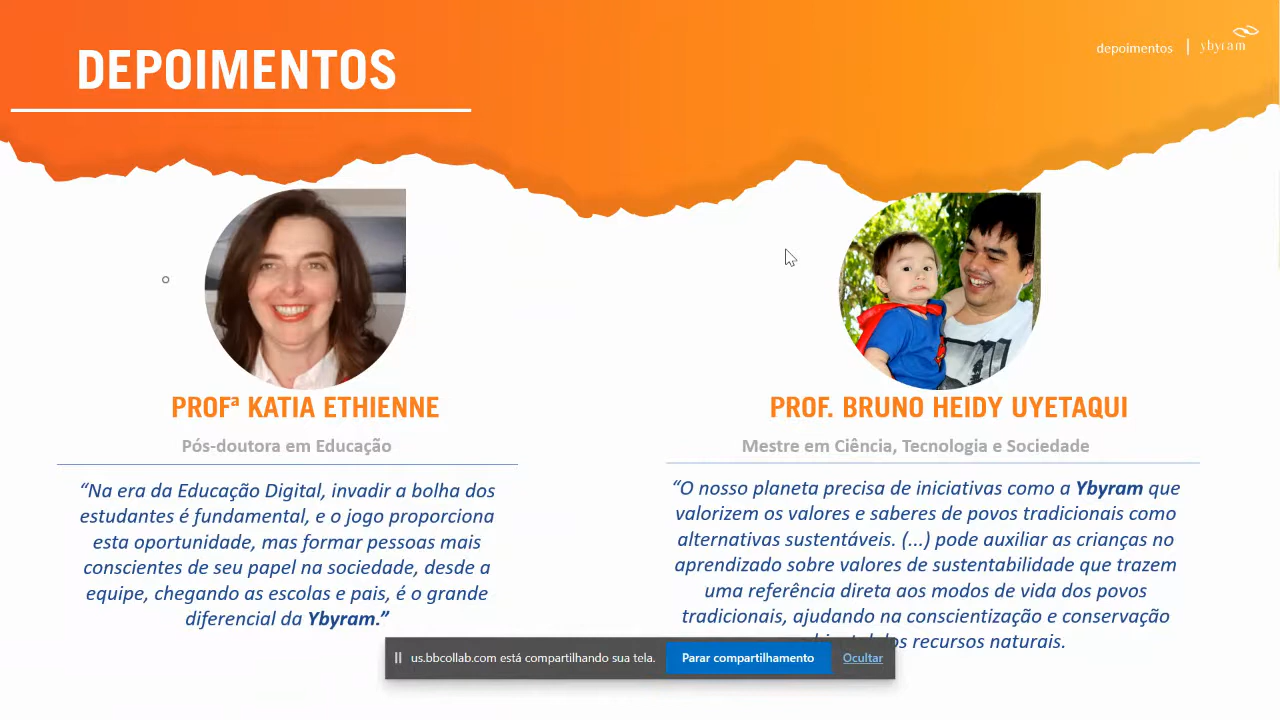 DEPOIMENTOS
depoimentos | ybyram
PROFª KATIA ETHIENNE
Pós-doutora em Educação
“Na era da Educação Digital, invadir a bolha dos
estudantes é fundamental, e o jogo proporciona
esta oportunidade, mas formar pessoas mais
conscientes de seu papel na sociedade, desde a
equipe, chegando as escolas e pais, é o grande
diferencial da Ybyram.”
PROF. BRUNO HEIDY UYETAQUI
Mestre em Ciência, Tecnologia e Sociedade
“O nosso planeta precisa de iniciativas como a Ybyram que
valorizem os valores e saberes de povos tradicionais como
alternativas sustentáveis. (...) pode auxiliar as crianças no
aprendizado sobre valores de sustentabilidade que trazem
uma referência direta aos modos de vida dos povos
tradicionais, ajudando na conscientização e conservação
dos recursos naturais.
us.bbcollab.com está compartilhando sua tela.
Parar compartilhamento
Ocultar